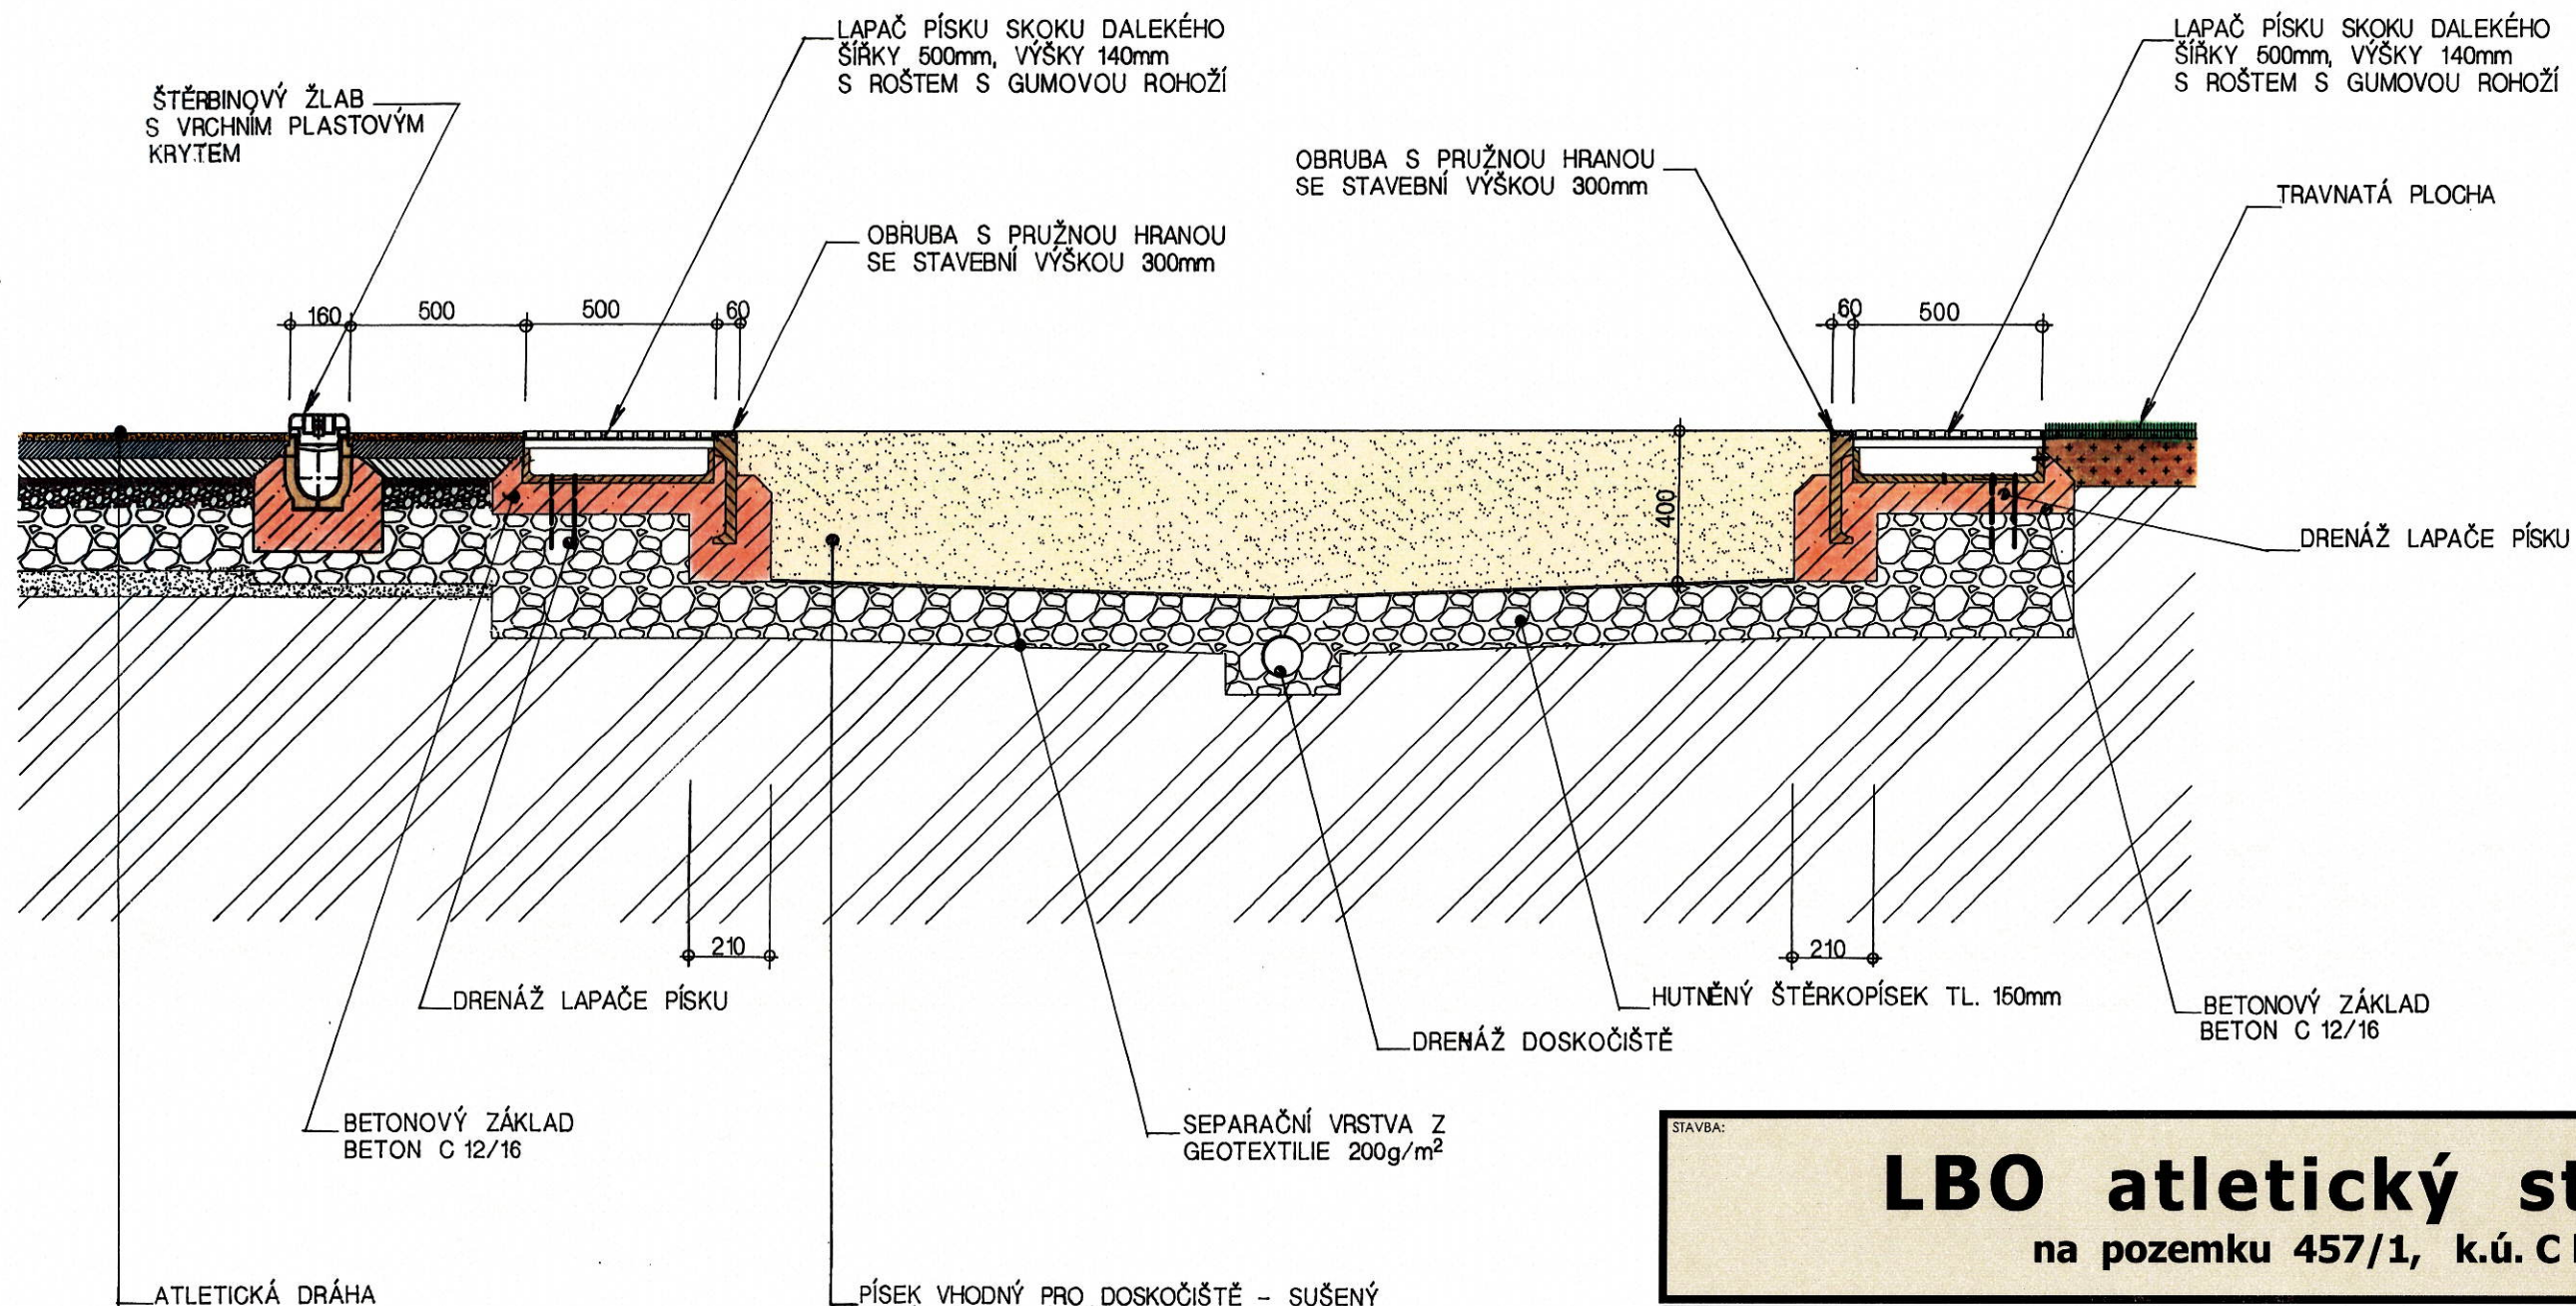 LAPAČ PÍSKU SKOKU DALEKÉHO
ŠÍŘKY 500mm, VÝŠKY 140mm
S ROŠTEM S GUMOVOU ROHOŽÍ
LAPAČ PÍSKU SKOKU DALEKÉHO
ŠÍŘKY 500mm, VÝŠKY 140mm
S ROŠTEM S GUMOVOU ROHOŽÍ
ŠTĚRBINOVÝ ŽLAB
S VRCHNÍM PLASTOVÝM
KRYTEM
OBRUBA S PRUŽNOU HRANOU
SE STAVEBNÍ VÝŠKOU 300mm
TRAVNATÁ PLOCHA
OBRUBA S PRUŽNOU HRANOU
SE STAVEBNÍ VÝŠKOU 300mm
160
500
500
60
60
500
400
DRENÁŽ LAPAČE PÍSKU
210
210
DRENÁŽ LAPAČE PÍSKU
HUTNĚNÝ ŠTĚRKOPÍSEK TL. 150mm
BETONOVÝ ZÁKLAD
BETON C 12/16
DRENÁŽ DOSKOČIŠTĚ
BETONOVÝ ZÁKLAD
BETON C 12/16
SEPARAČNÍ VRSTVA Z
GEOTEXTILIE 200g/m²
STAVBA:
LBO atletický st
na pozemku 457/1, k.ú. C
ATLETICKÁ DRÁHA
PÍSEK VHODNÝ PRO DOSKOČIŠTĚ - SUŠENÝ